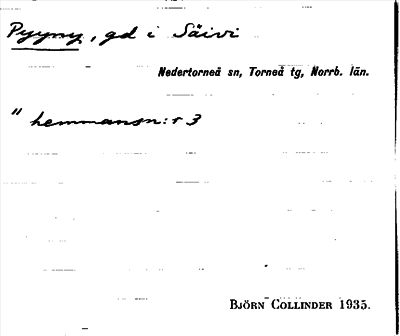 Pyyny, gd i Säivi
Nedertorneå sn, Torneå tg, Norrb. län.
" hemmansn:r 3
BJÖRN COLLINDER 1935.